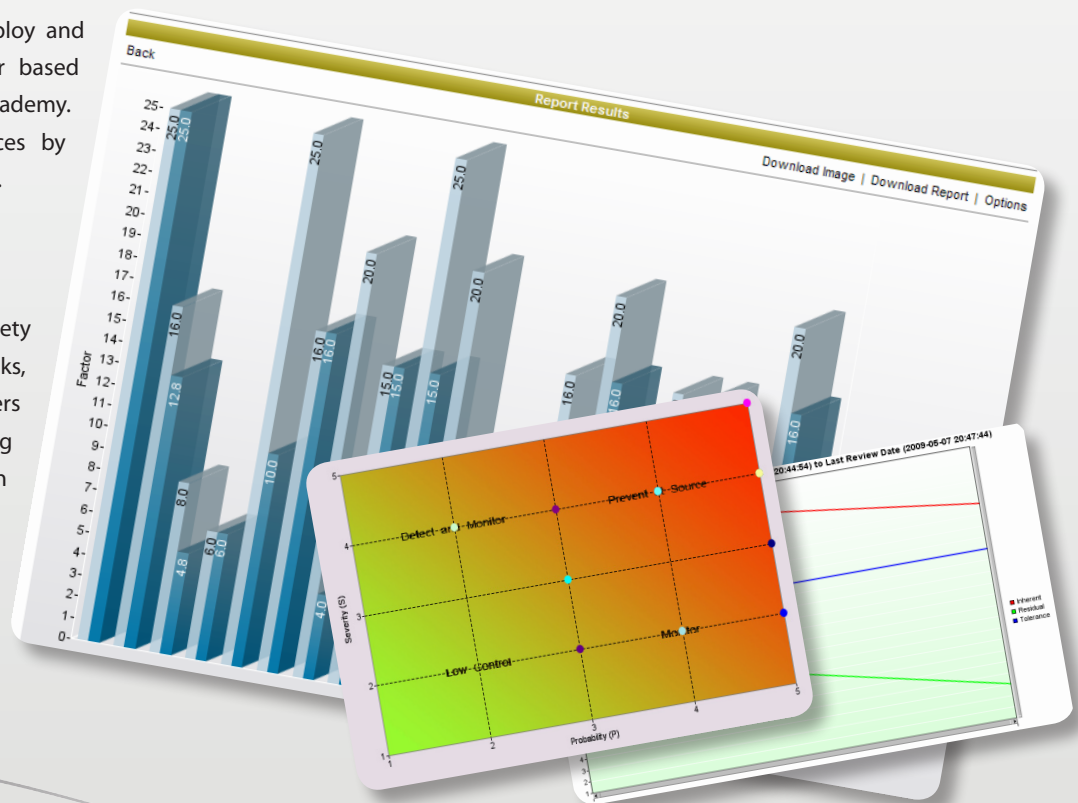 ploy and
r based
cademy.
ces by
.
ety
ks,
ers
g
n
Report Results
Back
Download Image | Download Report | Options
Factor
25-
24-
23-
22-
21-
20-
19-
18-
17-
16-
15-
14-
13-
12-
11-
10-
9-
8-
7-
6-
5-
4-
3-
2-
1-
0-
25.0
25.0
16.0
12.8
8.0
4.8
6.0
6.0
10.0
25.0
16.0
16.0
4.0
20.0
15.0
15.0
25.0
15.0
20.0
16.0
20.0
16.0
20.0
16.0
Severity (S)
5
4
3
2
1
Detect and Monitor
Prevent Source
Low Control
Monitor
1
2
3
4
5
Probability (P)
20:44:54) to Last Review Date (2009-05-07 20:47:44)
Inherent
Residual
Tolerance
4
3
2
1